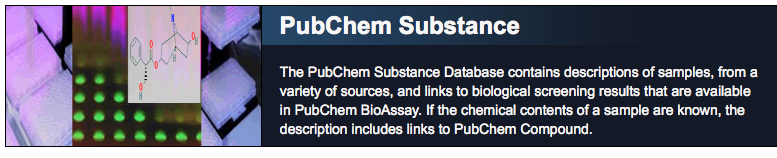 PubChem Substance
The PubChem Substance Database contains descriptions of samples, from a
variety of sources, and links to biological screening results that are available
in PubChem BioAssay. If the chemical contents of a sample are known, the
description includes links to PubChem Compound.
N
OH
O
O
H
O
H